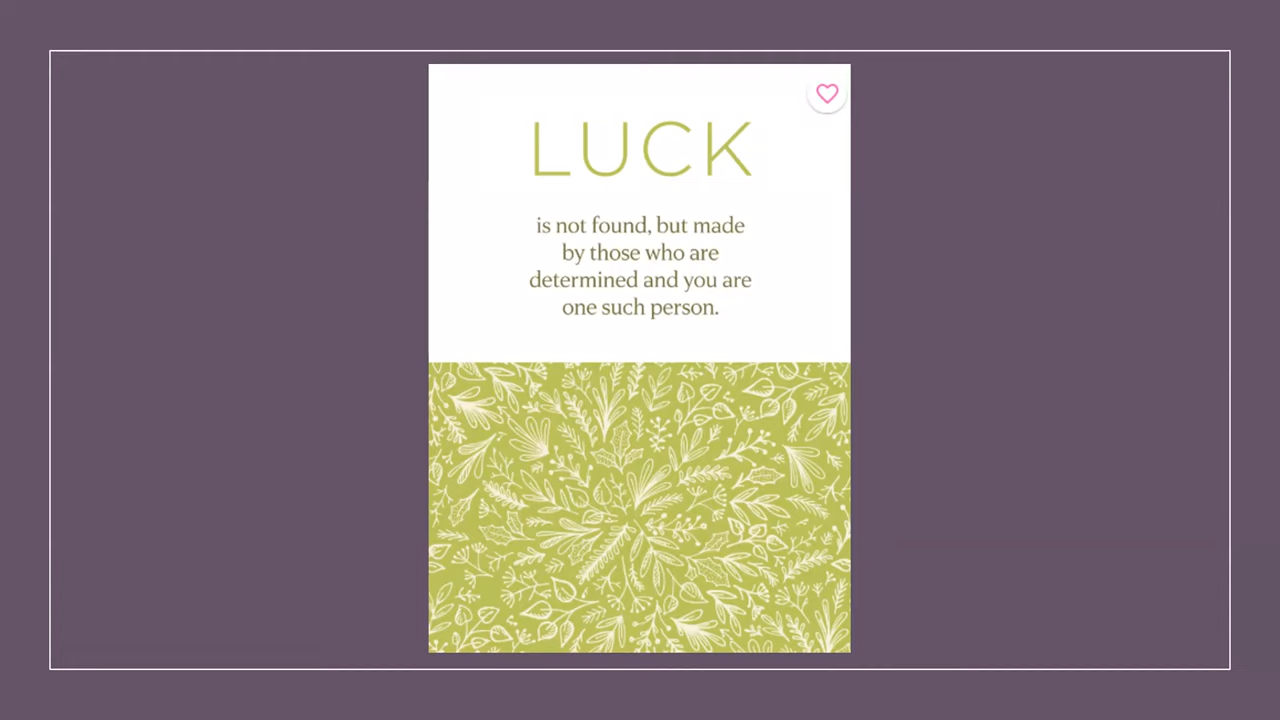 LUCK
is not found, but made
by those who are
determined and you are
one such person.